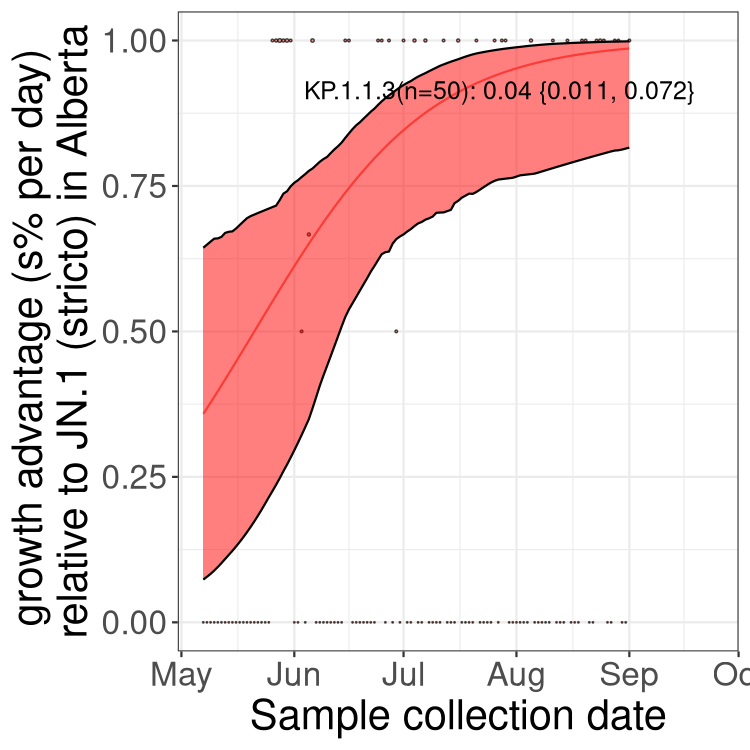 growth advantage (s% per day)
relative to JN.1 (stricto) in Alberta
1.00
0.75
0.50
0.25
0.00
KP.1.1.3(n=50): 0.04 {0.011, 0.072}
May Jun Jul Aug Sep Oc
Sample collection date